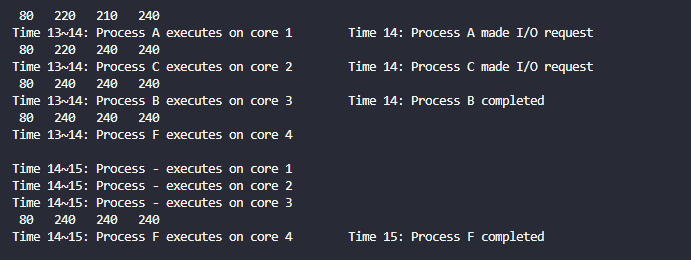 80   220   210   240
Time 13~14: Process A executes on core 1        Time 14: Process A made I/O request
80   220   240   240
Time 13~14: Process C executes on core 2        Time 14: Process C made I/O request
80   240   240   240
Time 13~14: Process B executes on core 3        Time 14: Process B completed
80   240   240   240
Time 13~14: Process F executes on core 4
Time 14~15: Process - executes on core 1
Time 14~15: Process - executes on core 2
Time 14~15: Process - executes on core 3
80   240   240   240
Time 14~15: Process F executes on core 4        Time 15: Process F completed